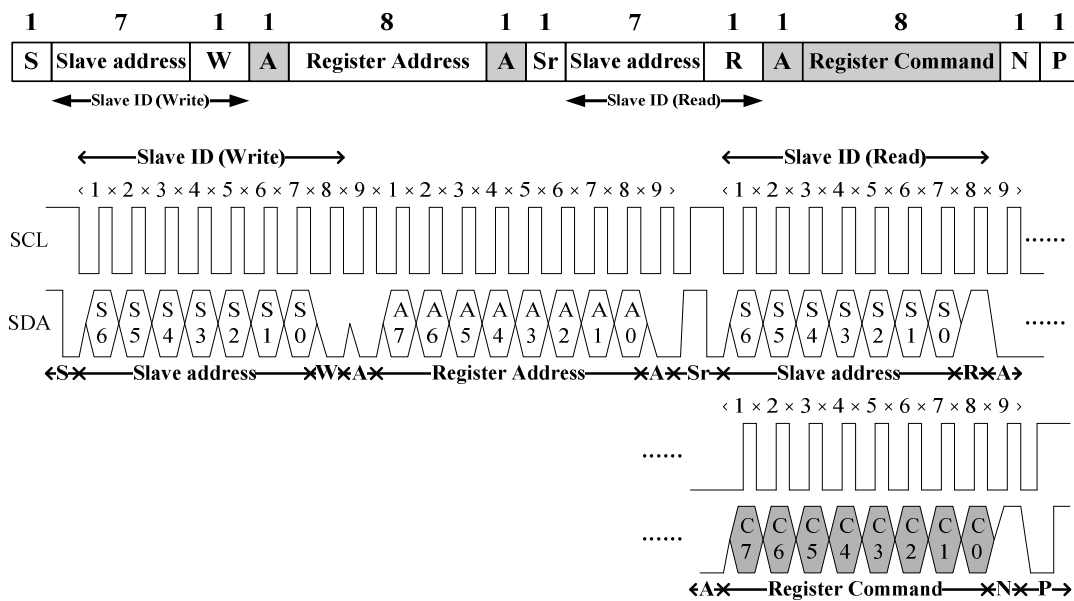 1 7 1 1 8 1 1 7 1 1 8 1 1
S Slave address W A Register Address A Sr Slave address R A Register Command N P
Slave ID (Write) Slave ID (Read)
Slave ID (Write) Slave ID (Read)
1 2 3 4 5 6 7 8 9 1 2 3 4 5 6 7 8 9 1 2 3 4 5 6 7 8 9
SCL ......
SDA S6 S5 S4 S3 S2 S1 S0 A7 A6 A5 A4 A3 A2 A1 A0 S6 S5 S4 S3 S2 S1 S0 ......
S Slave address W A Register Address A Sr Slave address R A
1 2 3 4 5 6 7 8 9
......
...... C7 C6 C5 C4 C3 C2 C1 C0
A Register Command N P